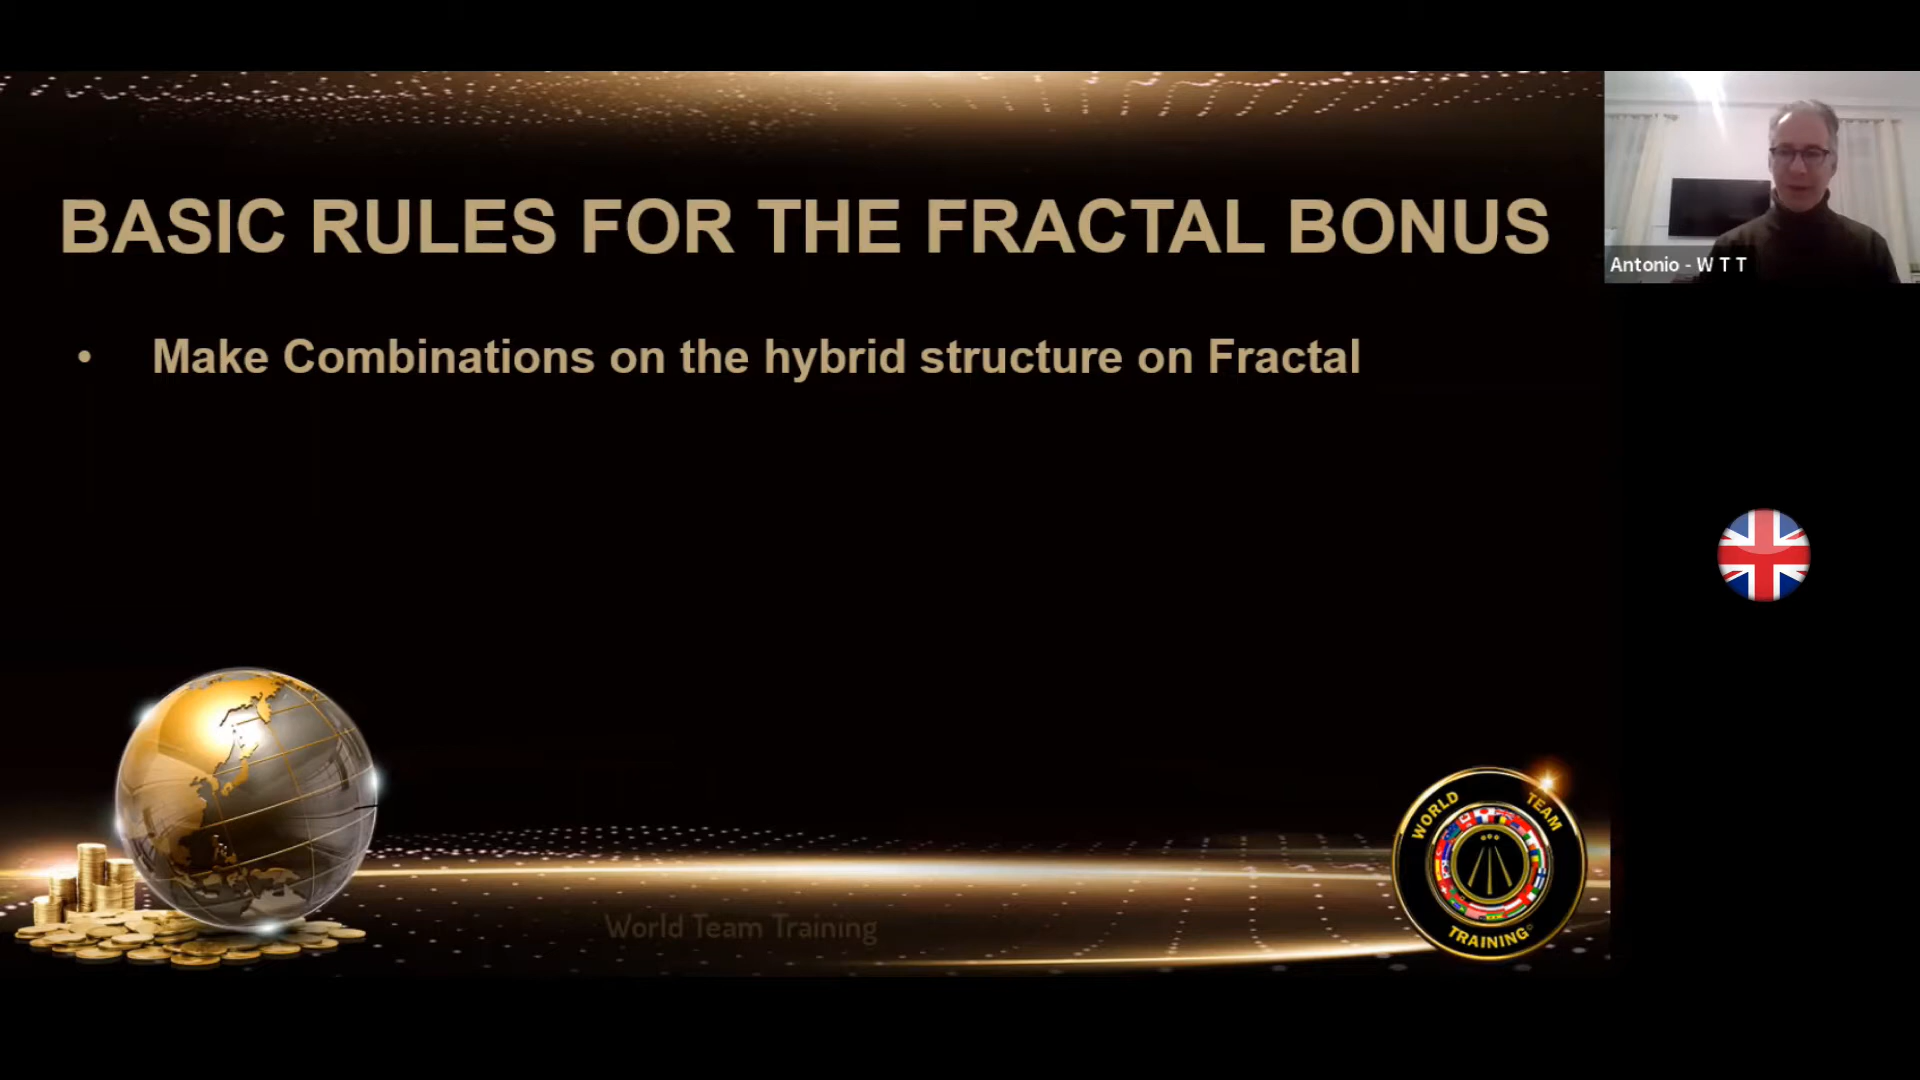 BASIC RULES FOR THE FRACTAL BONUS
Antonio - W T T
• Make Combinations on the hybrid structure on Fractal
WORLD TEAM
TRAINING©
World Team Training